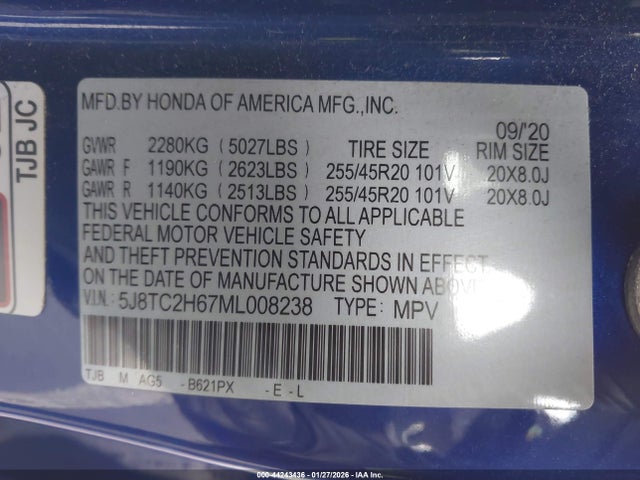 TJB JC
MFD.BY HONDA OF AMERICA MFG.,INC.
09/'20
GVWR 2280KG (5027LBS) TIRE SIZE RIM SIZE
GAWR F 1190KG (2623LBS) 255/45R20 101V 20X8.0J
GAWR R 1140KG (2513LBS) 255/45R20 101V 20X8.0J
THIS VEHICLE CONFORMS TO ALL APPLICABLE
FEDERAL MOTOR VEHICLE SAFETY
AND THEFT PREVENTION STANDARDS IN EFFECT
ON THE DATE OF MANUFACTURE SHOWN ABOVE.
V.I.N.: 5J8TC2H67ML008238 TYPE: MPV
TJB M AG5 - B621PX - E - L
000-44243436 - 01/27/2026 - IAA Inc.